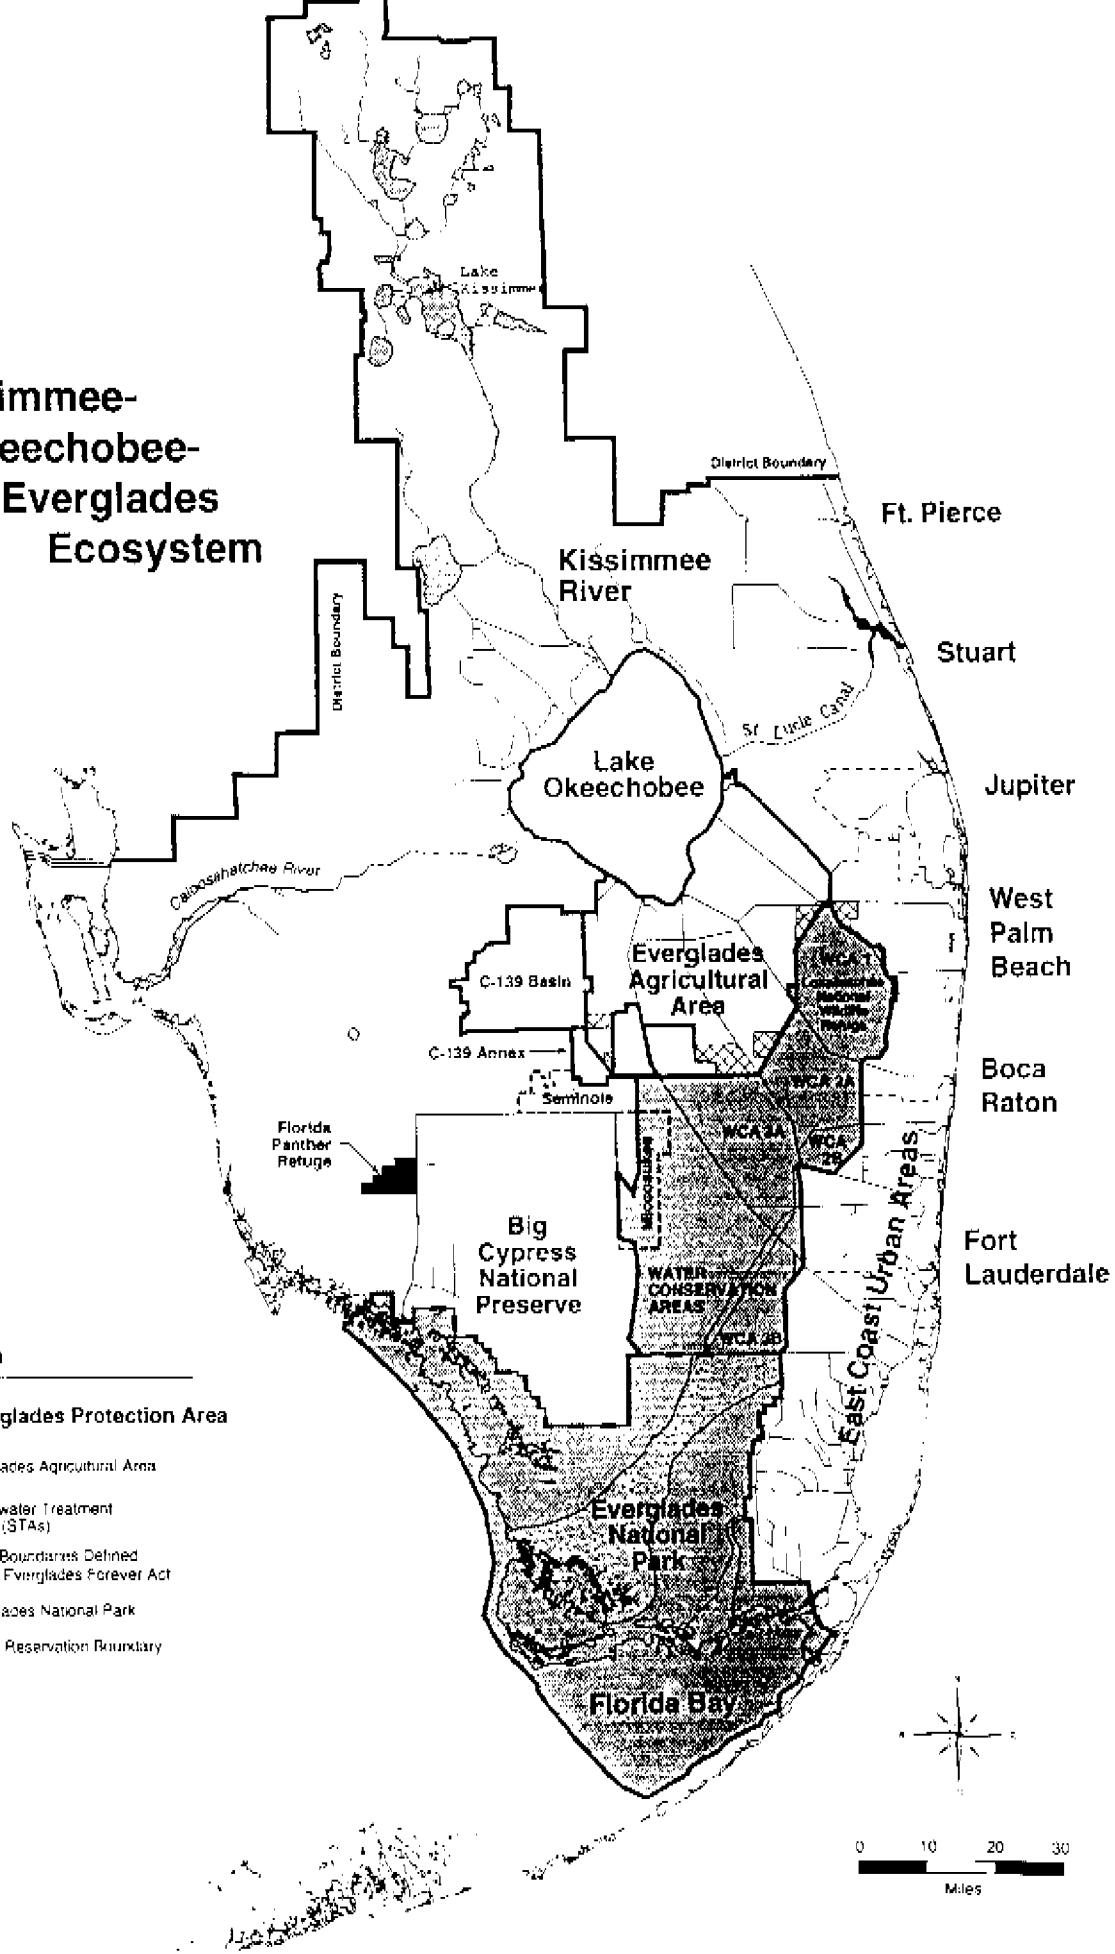 immee-
eechobee-
Everglades
Ecosystem
Lake
District Boundary
Ft. Pierce
Kissimmee
River
District Boundary
Stuart
St. Lucie Canal
Lake
Okeechobee
Jupiter
Caloosahatchee River
West
Palm
Beach
Everglades
Agricultural
Area
C-139 Basin
WCA 1
National
Wildlife
Refuge
C-139 Annex
Seminole
WCA 2A
Boca
Raton
WCA 3A
WCA
2B
Florida
Panther
Refuge
Miccosukee
Big
Cypress
National
Preserve
WATER
CONSERVATION
AREAS
WCA 3B
East Coast Urban Areas
Fort
Lauderdale
glades Protection Area
ades Agricultural Area
water Treatment
(STAs)
Boundaries Defined
Everglades Forever Act
ades National Park
Reservation Boundary
Everglades
National
Park
Florida Bay
0 10 20 30
Miles